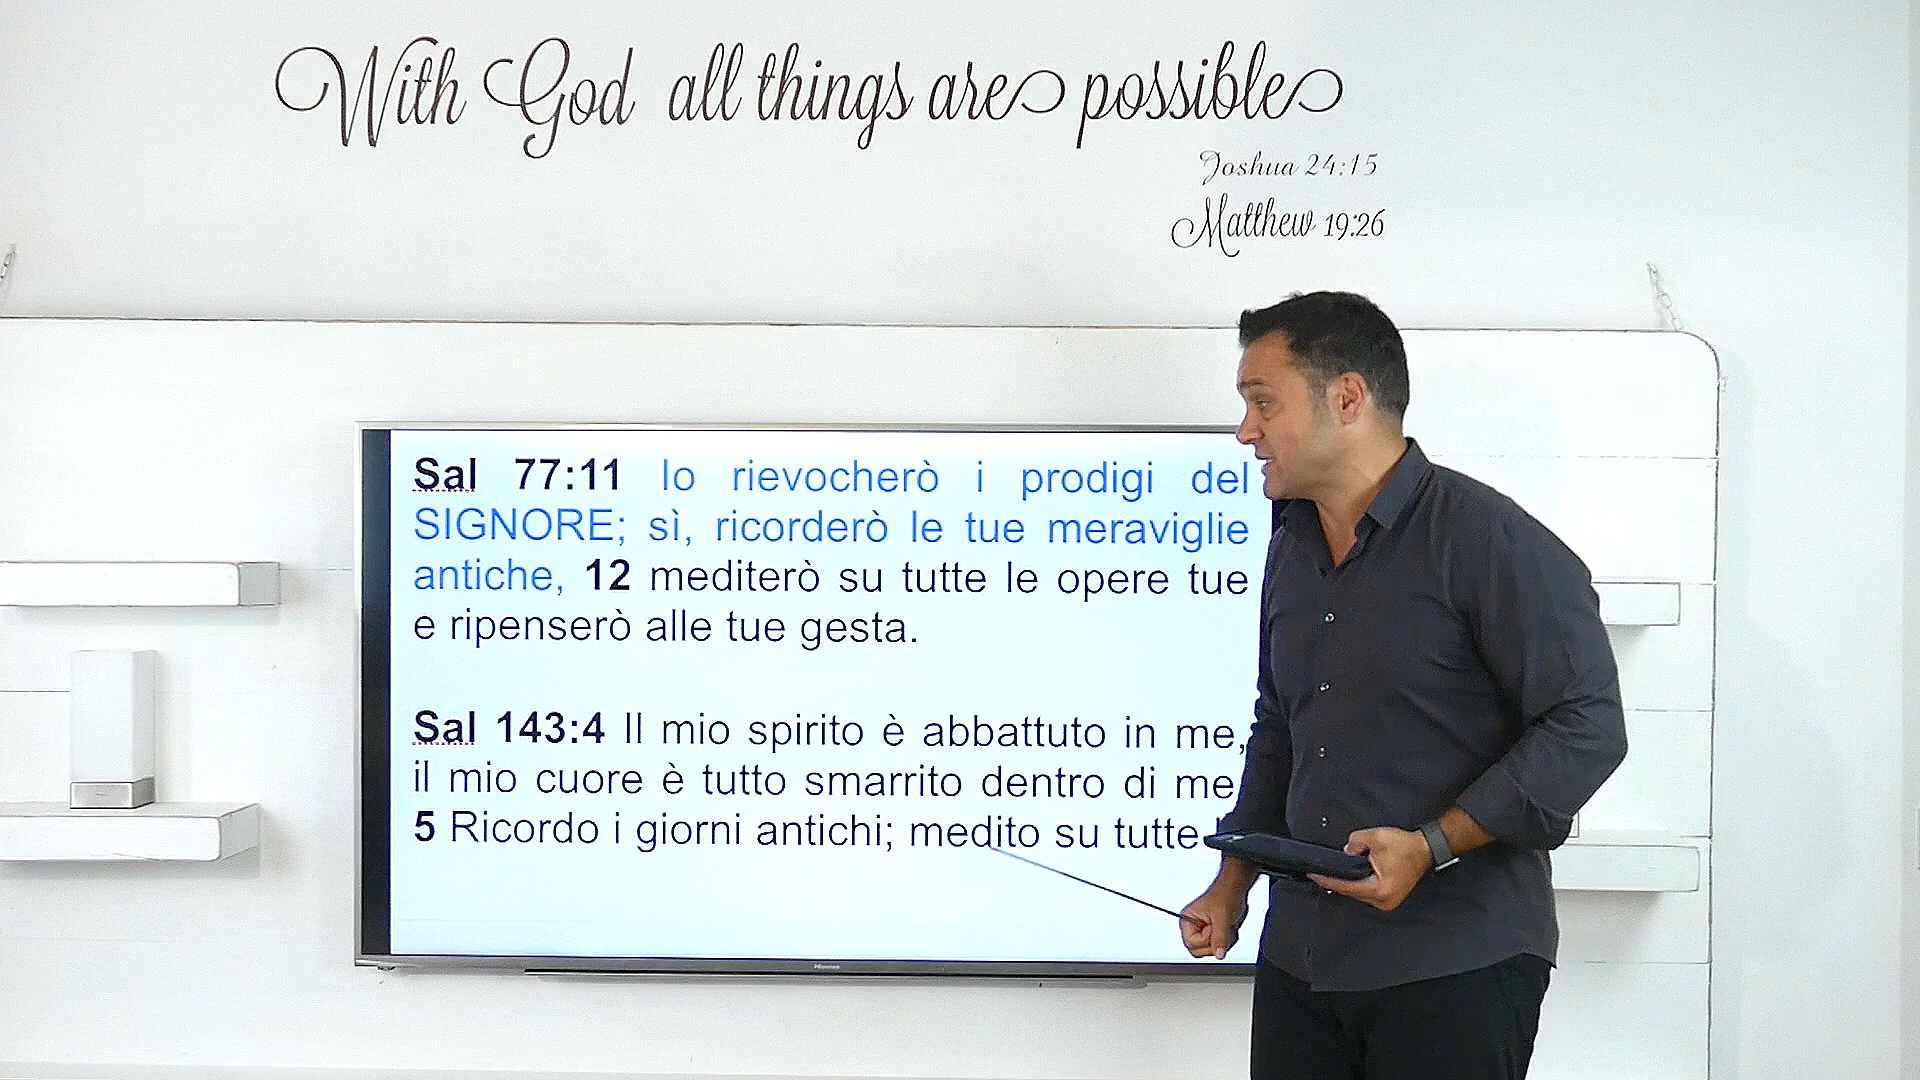 With God all things are possible
Joshua 24:15
Matthew 19:26
Sal 77:11 Io rievocherò i prodigi del
SIGNORE; sì, ricorderò le tue meraviglie
antiche, 12 mediterò su tutte le opere tue
e ripenserò alle tue gesta.
Sal 143:4 Il mio spirito è abbattuto in me,
il mio cuore è tutto smarrito dentro di me
5 Ricordo i giorni antichi; medito su tutte
Hisense